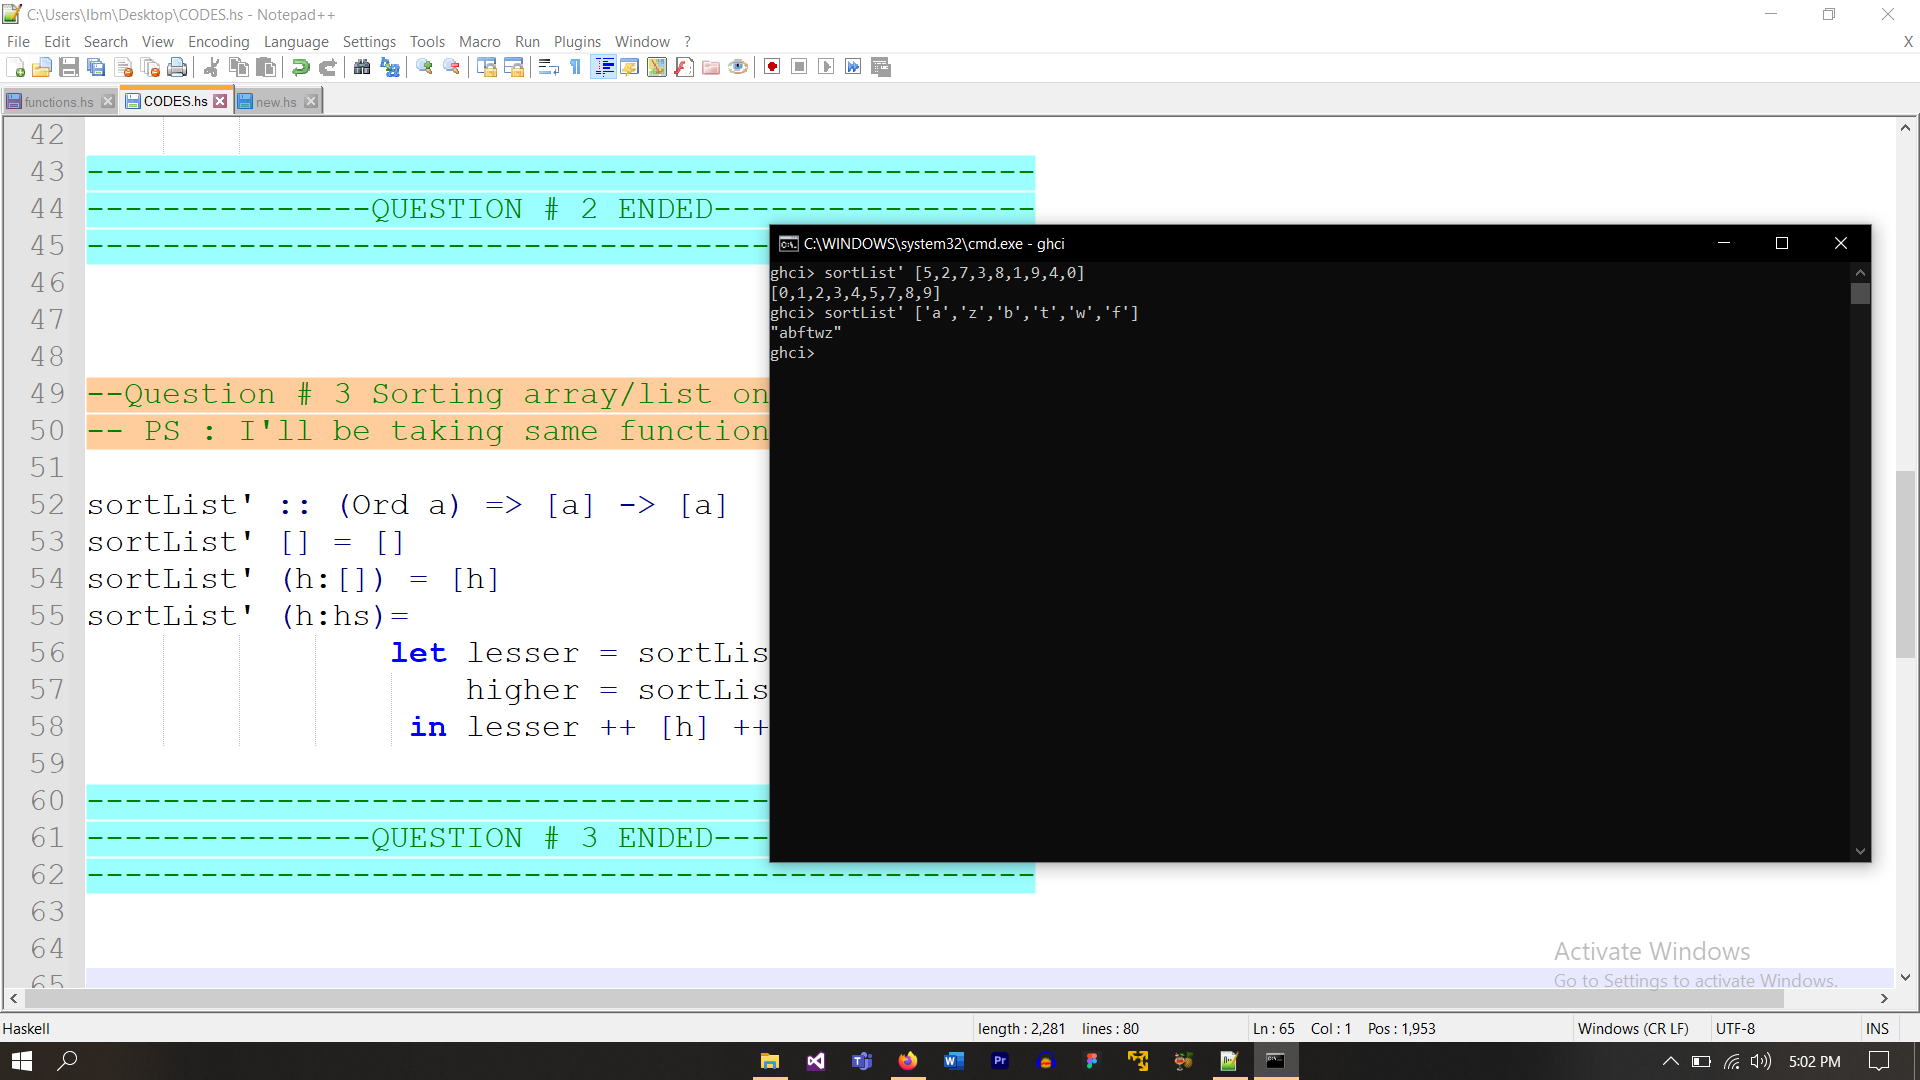 C:\Users\Ibm\Desktop\CODES.hs - Notepad++
File Edit Search View Encoding Language Settings Tools Macro Run Plugins Window ? X
functions.hs CODES.hs new.hs
42
43 --------------------------------------------------
44 ---------------QUESTION # 2 ENDED-----------------
45 ------------------------------------
46
47
48
49 --Question # 3 Sorting array/list on
50 -- PS : I'll be taking same function
51
52 sortList' :: (Ord a) => [a] -> [a]
53 sortList' [] = []
54 sortList' (h:[]) = [h]
55 sortList' (h:hs)=
56 let lesser = sortLis
57 higher = sortLis
58 in lesser ++ [h] ++
59
60 ------------------------------------
61 ---------------QUESTION # 3 ENDED---
62 --------------------------------------------------
63
64
65
C:\WINDOWS\system32\cmd.exe - ghci
ghci> sortList' [5,2,7,3,8,1,9,4,0]
[0,1,2,3,4,5,7,8,9]
ghci> sortList' ['a','z','b','t','w','f']
"abftwz"
ghci>
Activate Windows
Go to Settings to activate Windows.
Haskell length : 2,281 lines : 80 Ln : 65 Col : 1 Pos : 1,953 Windows (CR LF) UTF-8 INS
5:02 PM